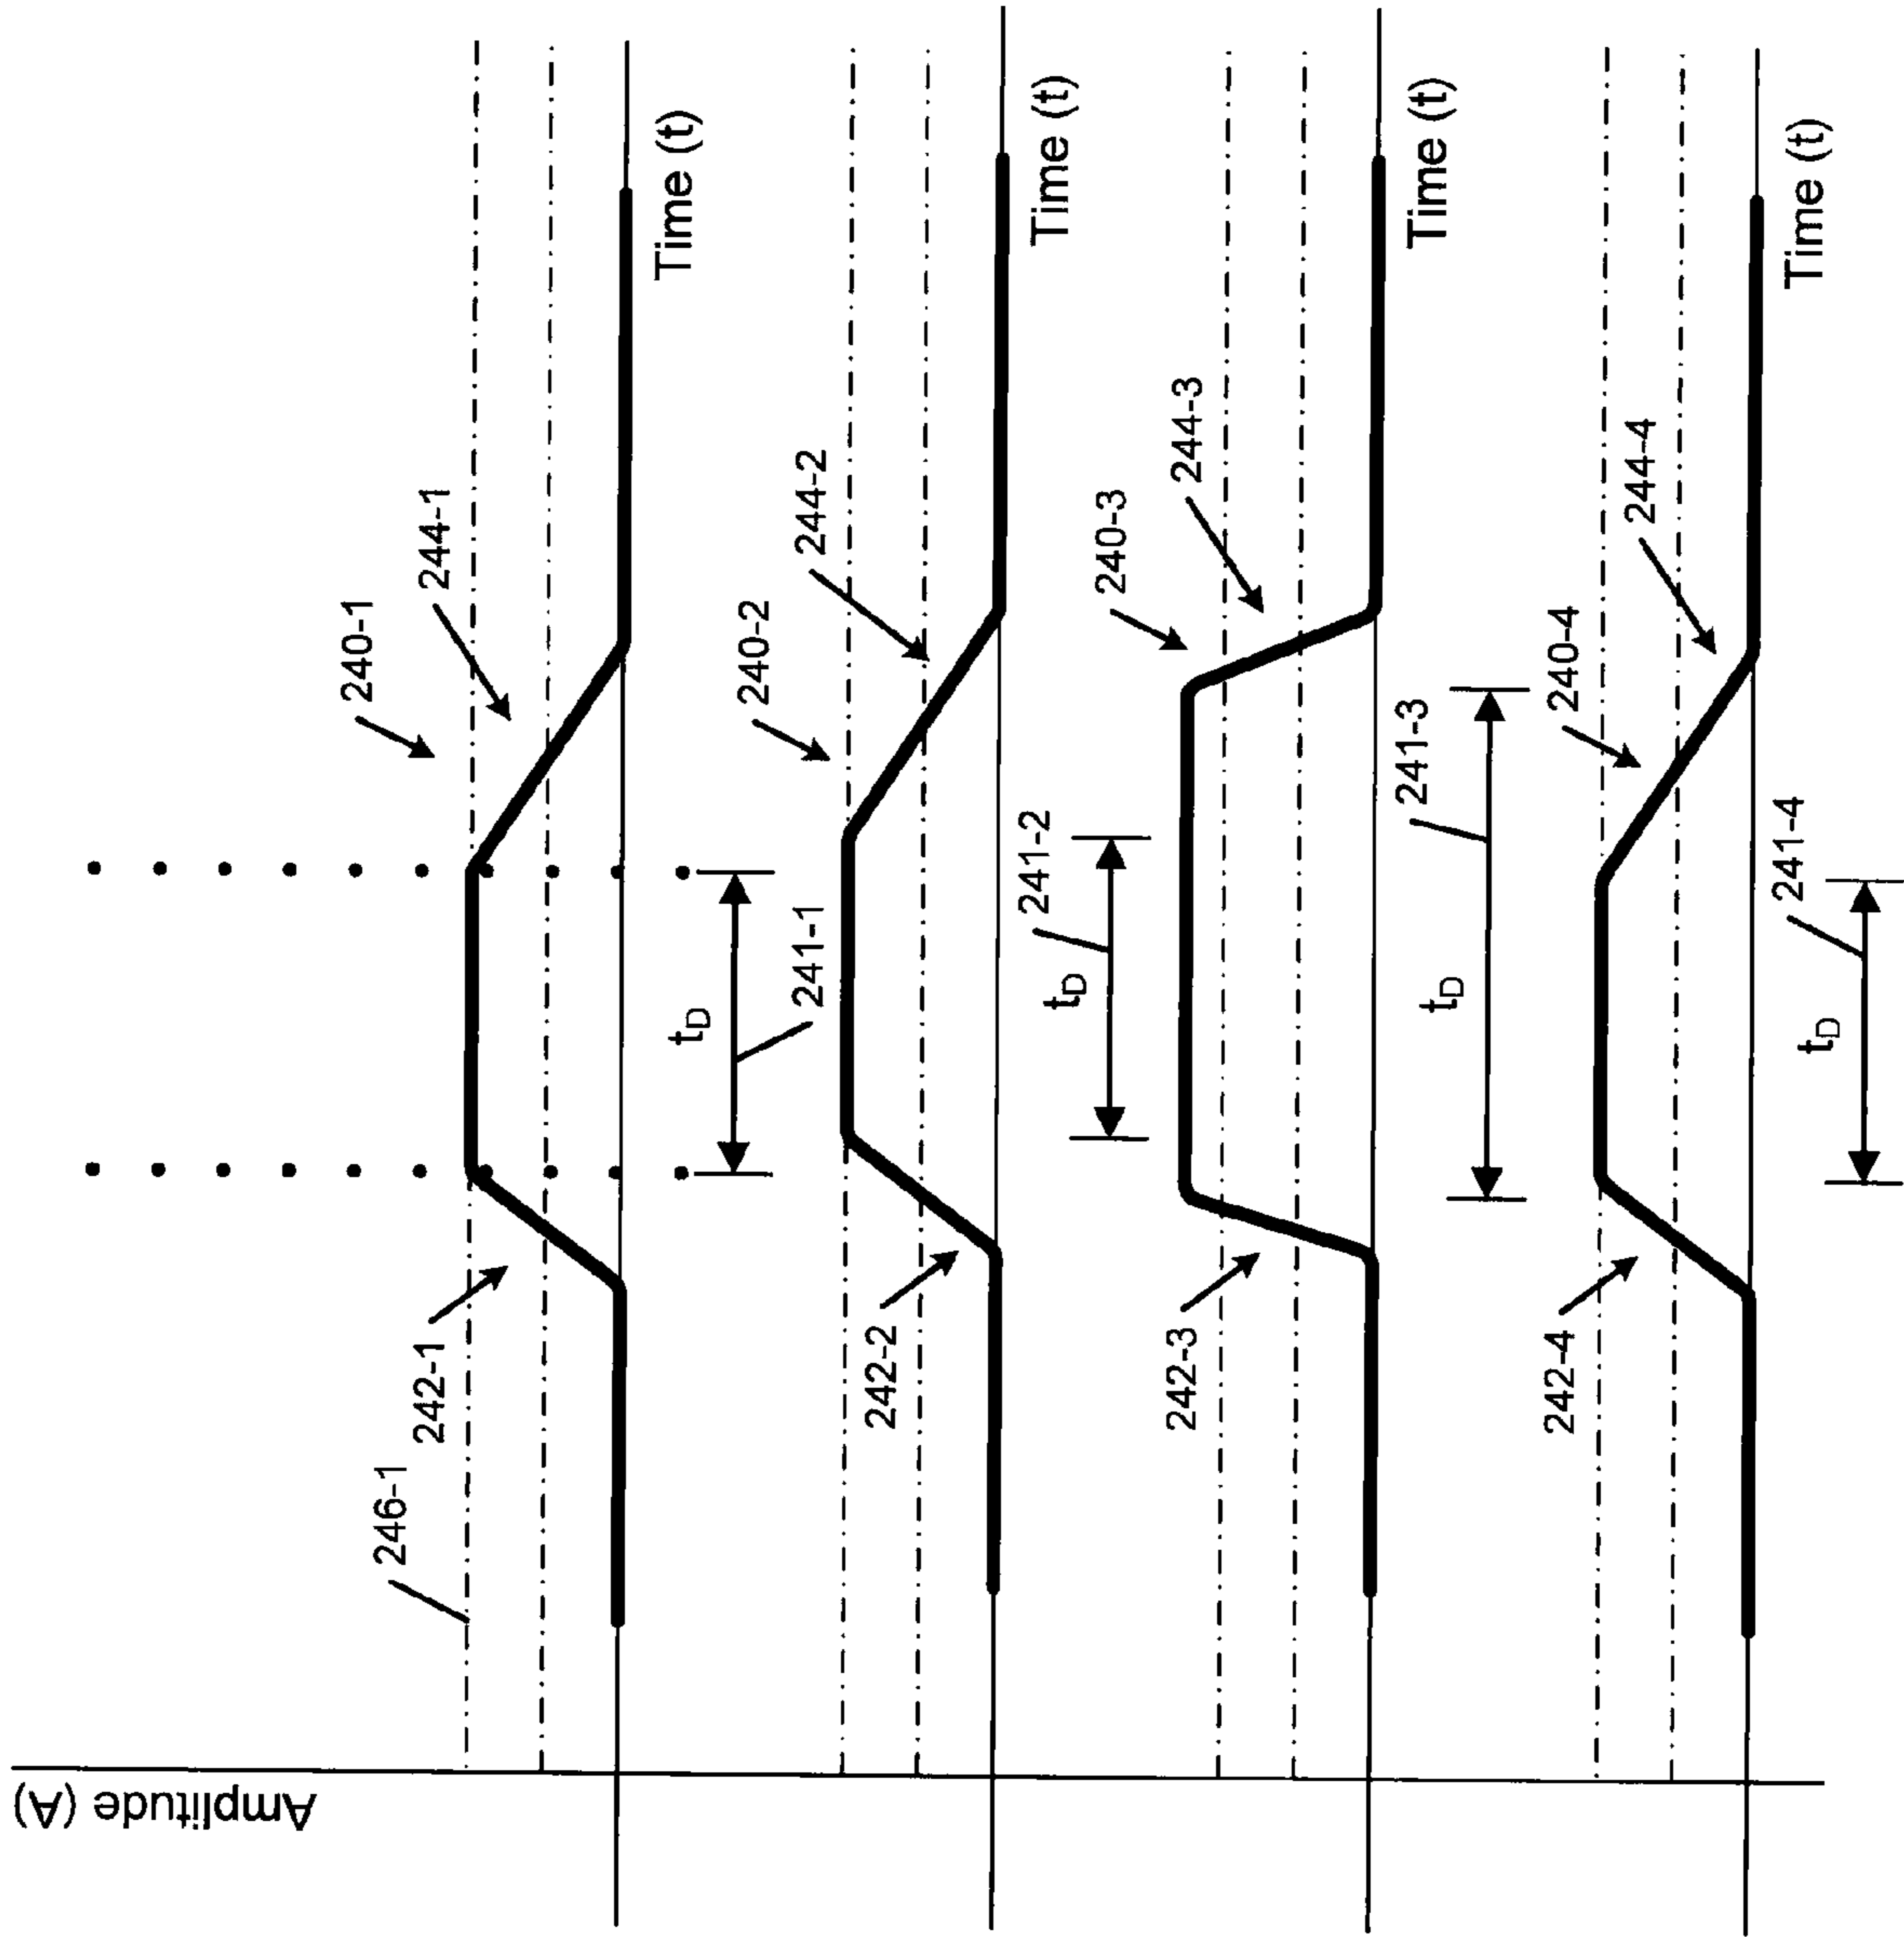 Amplitude (A)
246-1
242-1
240-1
244-1
Time (t)
t_D
241-1
242-2
240-2
244-2
Time (t)
t_D
241-2
242-3
240-3
244-3
Time (t)
t_D
241-3
242-4
240-4
244-4
Time (t)
t_D
241-4